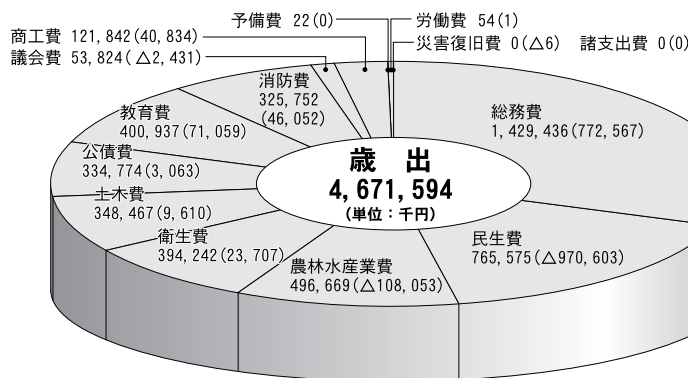 予備費 22(0)
労働費 54(1)
商工費 121,842(40,834)
災害復旧費 0(△6) 諸支出費 0(0)
議会費 53,824(△2,431)
消防費
325,752
(46,052)
総務費
1,429,436(772,567)
教育費
400,937(71,059)
公債費
334,774(3,063)
歳 出
4,671,594
(単位:千円)
土木費
348,467(9,610)
衛生費
394,242(23,707)
民生費
765,575(△970,603)
農林水産業費
496,669(△108,053)